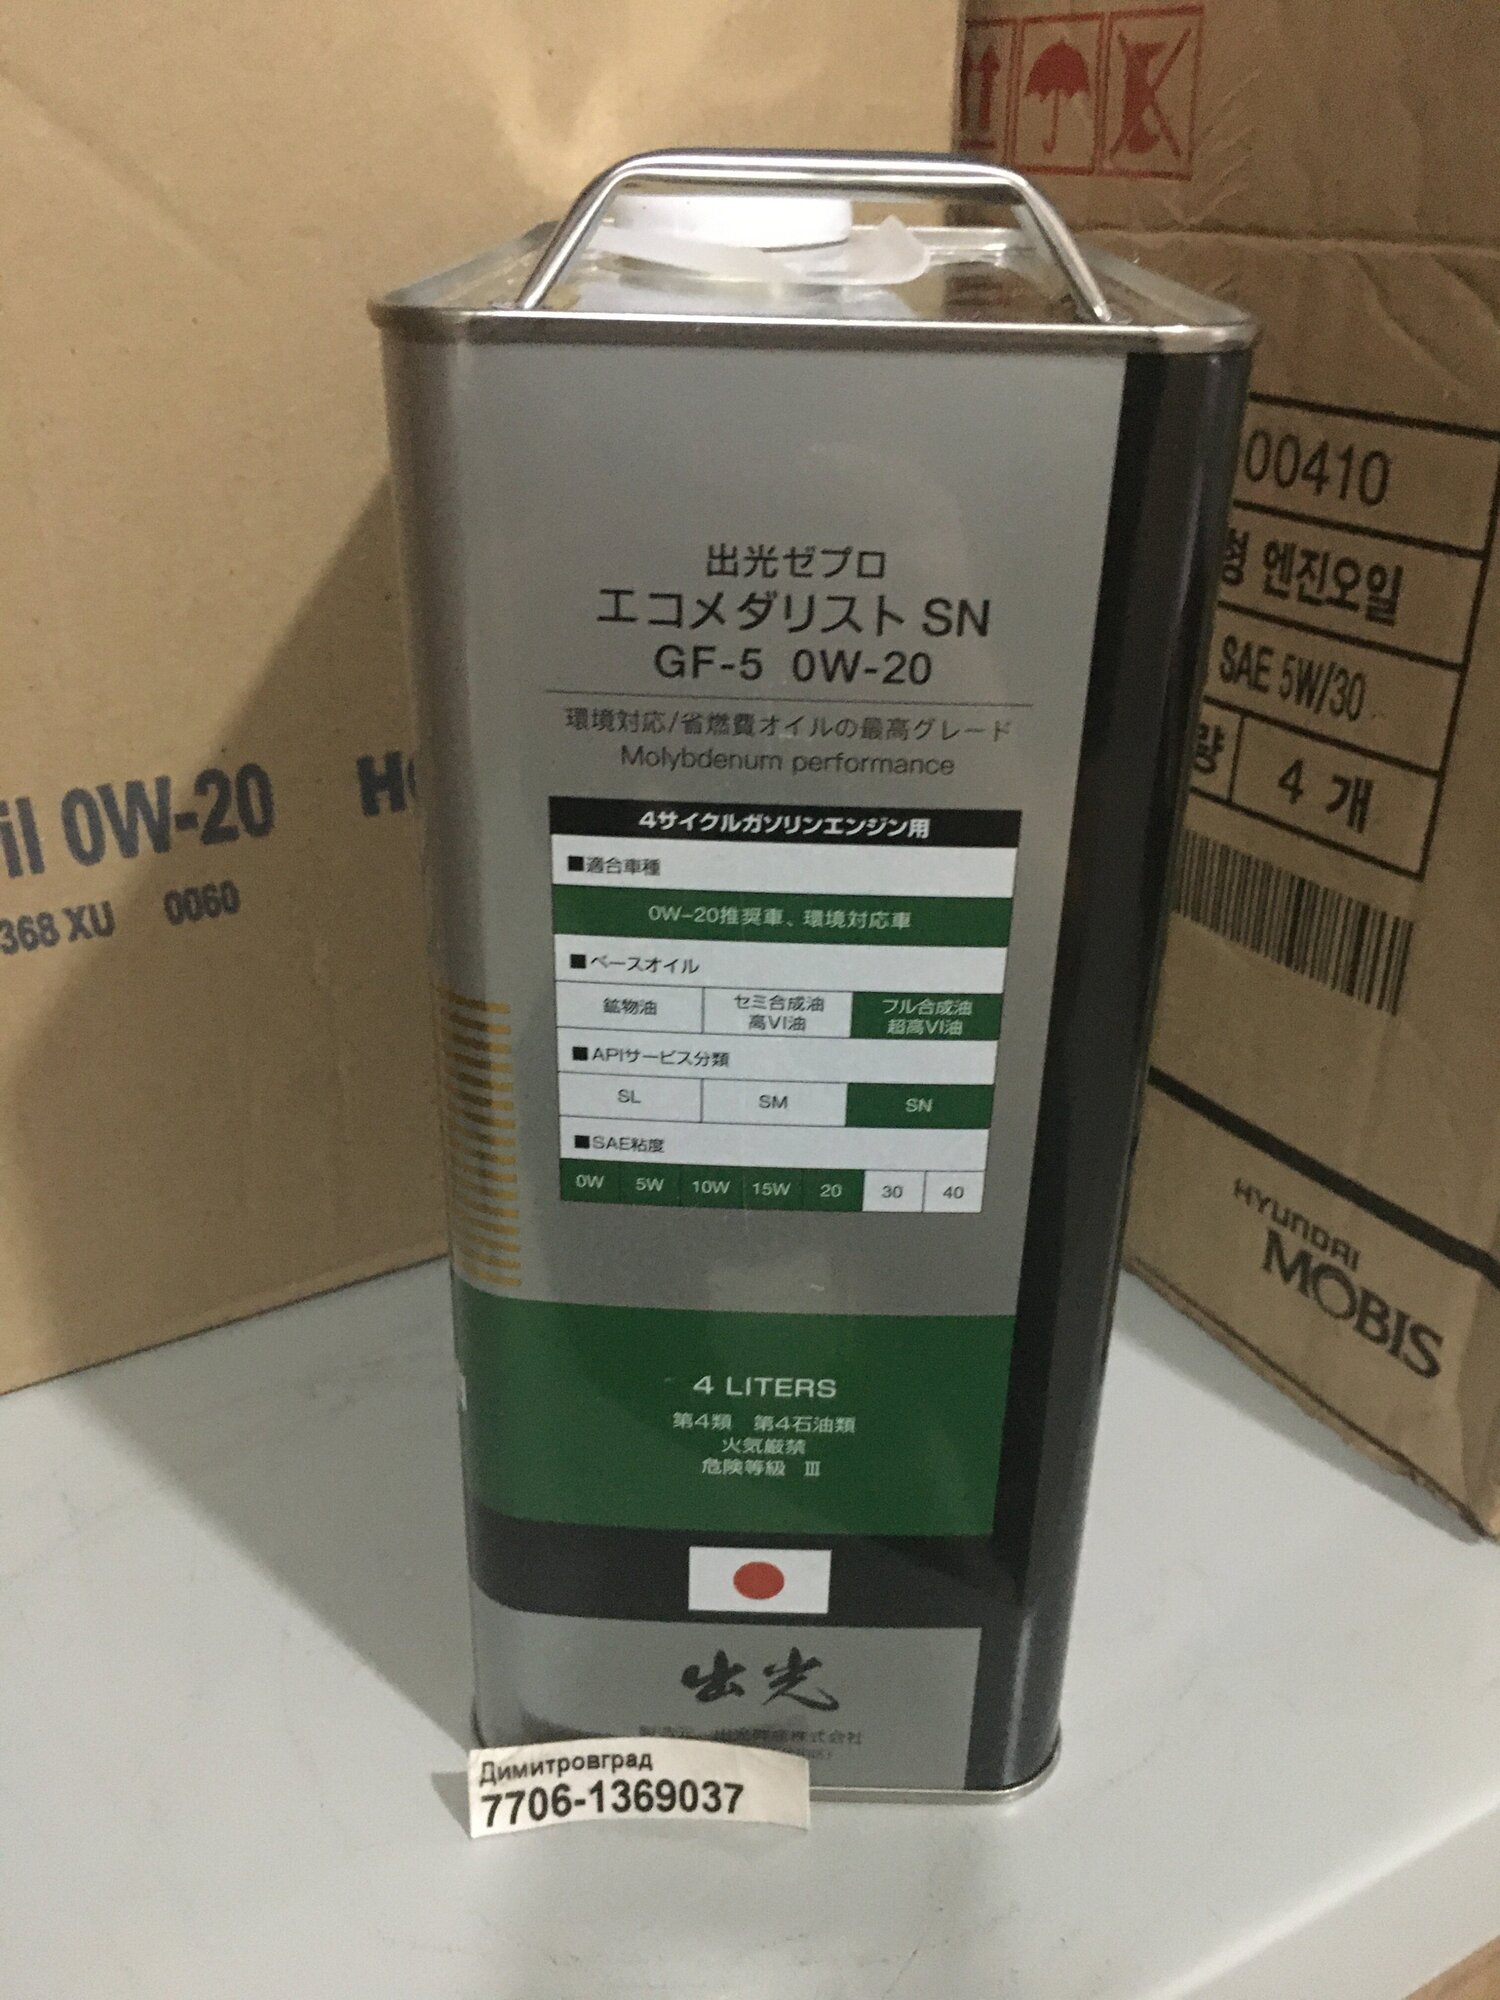 出光ゼプロ
エコメダリスト SN
GF-5 0W-20
環境対応/省燃費オイルの最高グレード
Molybdenum performance
4サイクルガソリンエンジン用
■適合車種
0W-20推奨車、環境対応車
■ベースオイル
鉱物油 セミ合成油 高VI油 フル合成油 超高VI油
■APIサービス分類
SL SM SN
■SAE粘度
0W 5W 10W 15W 20 30 40
4 LITERS
第4類 第4石油類
火気厳禁
危険等級 Ⅲ
出光
Димитровград
7706-1369037
il 0W-20
368 XU 0060
00410
엔진오일
SAE 5W/30
4 개
HYUNDAI
MOBIS